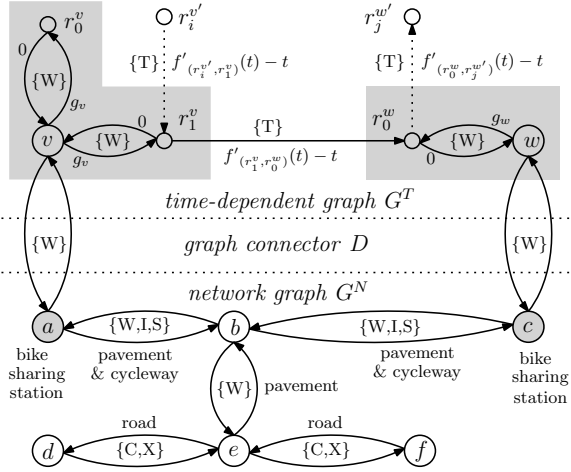 r_0^v
r_i^{v'}
r_j^{w'}
0
{W}
g_v
{T}
f'_{(r_i^{v'},r_1^v)}(t) − t
{T}
f'_{(r_0^w,r_j^{w'})}(t) − t
r_1^v
r_0^w
v
g_v
{W}
0
{T}
f'_{(r_1^v,r_0^w)}(t) − t
0
{W}
g_w
w
time-dependent graph G^T
{W}
graph connector D
{W}
network graph G^N
a
{W,I,S}
b
{W,I,S}
c
bike
sharing
station
pavement
& cycleway
pavement
& cycleway
bike
sharing
station
{W}
pavement
road
road
d
{C,X}
e
{C,X}
f